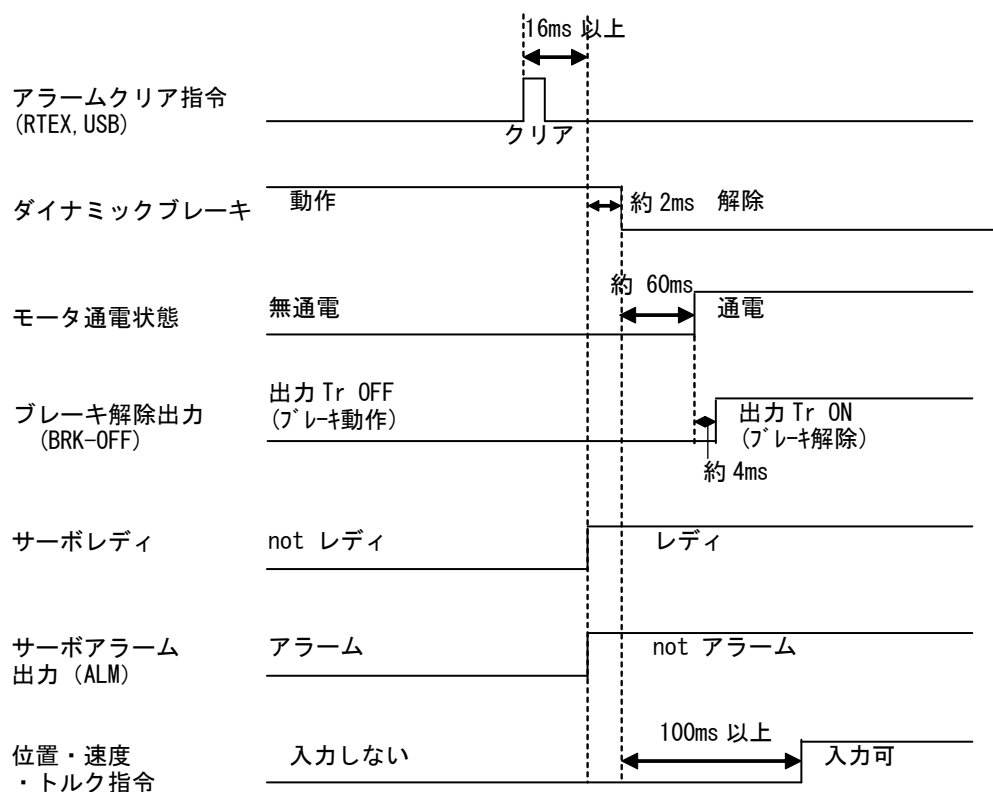 16ms 以上
アラームクリア指令
(RTEX, USB)
クリア
ダイナミックブレーキ
動作
約 2ms
解除
約 60ms
モータ通電状態
無通電
通電
ブレーキ解除出力
(BRK-OFF)
出力 Tr OFF
(ﾌﾞﾚｰｷ動作)
出力 Tr ON
(ﾌﾞﾚｰｷ解除)
約 4ms
サーボレディ
not レディ
レディ
サーボアラーム
出力 (ALM)
アラーム
not アラーム
100ms 以上
位置・速度
・トルク指令
入力しない
入力可